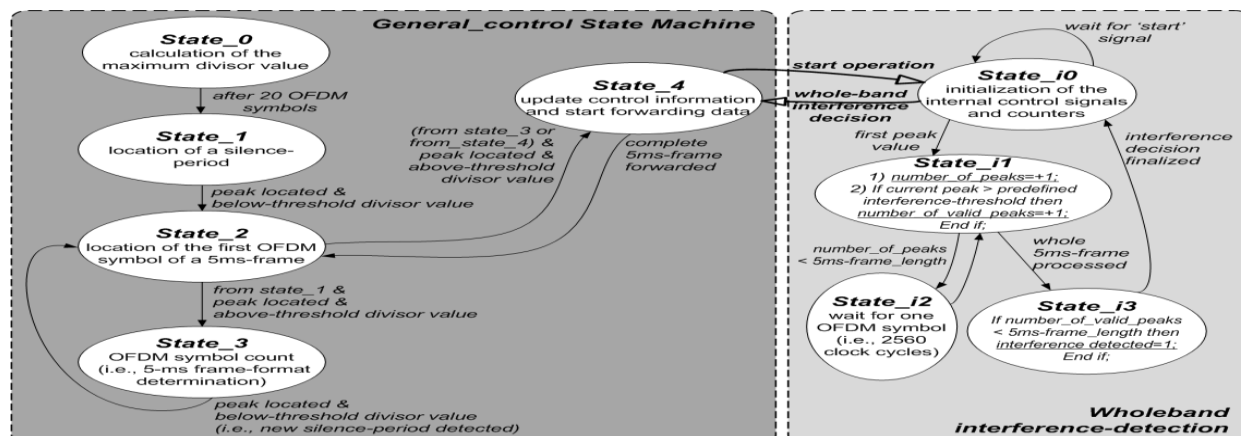 General_control State Machine
State_0
calculation of the
maximum divisor value
after 20 OFDM
symbols
State_1
location of a silence-
period
peak located &
below-threshold divisor value
State_2
location of the first OFDM
symbol of a 5ms-frame
from state_1 &
peak located &
above-threshold divisor value
State_3
OFDM symbol count
(i.e., 5-ms frame-format
determination)
peak located &
below-threshold divisor value
(i.e., new silence-period detected)
(from state_3 or
from_state_4) &
peak located &
above-threshold
divisor value
State_4
update control information
and start forwarding data
complete
5ms-frame
forwarded
start operation
whole-band
interference
decision
wait for 'start'
signal
State_i0
initialization of the
internal control signals
and counters
first peak
value
interference
decision
finalized
State_i1
1) number_of_peaks=+1;
2) If current peak > predefined
interference-threshold then
number_of_valid_peaks=+1;
End if;
number_of_peaks
< 5ms-frame_length
whole
5ms-frame
processed
State_i2
wait for one
OFDM symbol
(i.e., 2560
clock cycles)
State_i3
If number_of_valid_peaks
< 5ms-frame_length then
interference detected=1;
End if;
Wholeband
interference-detection